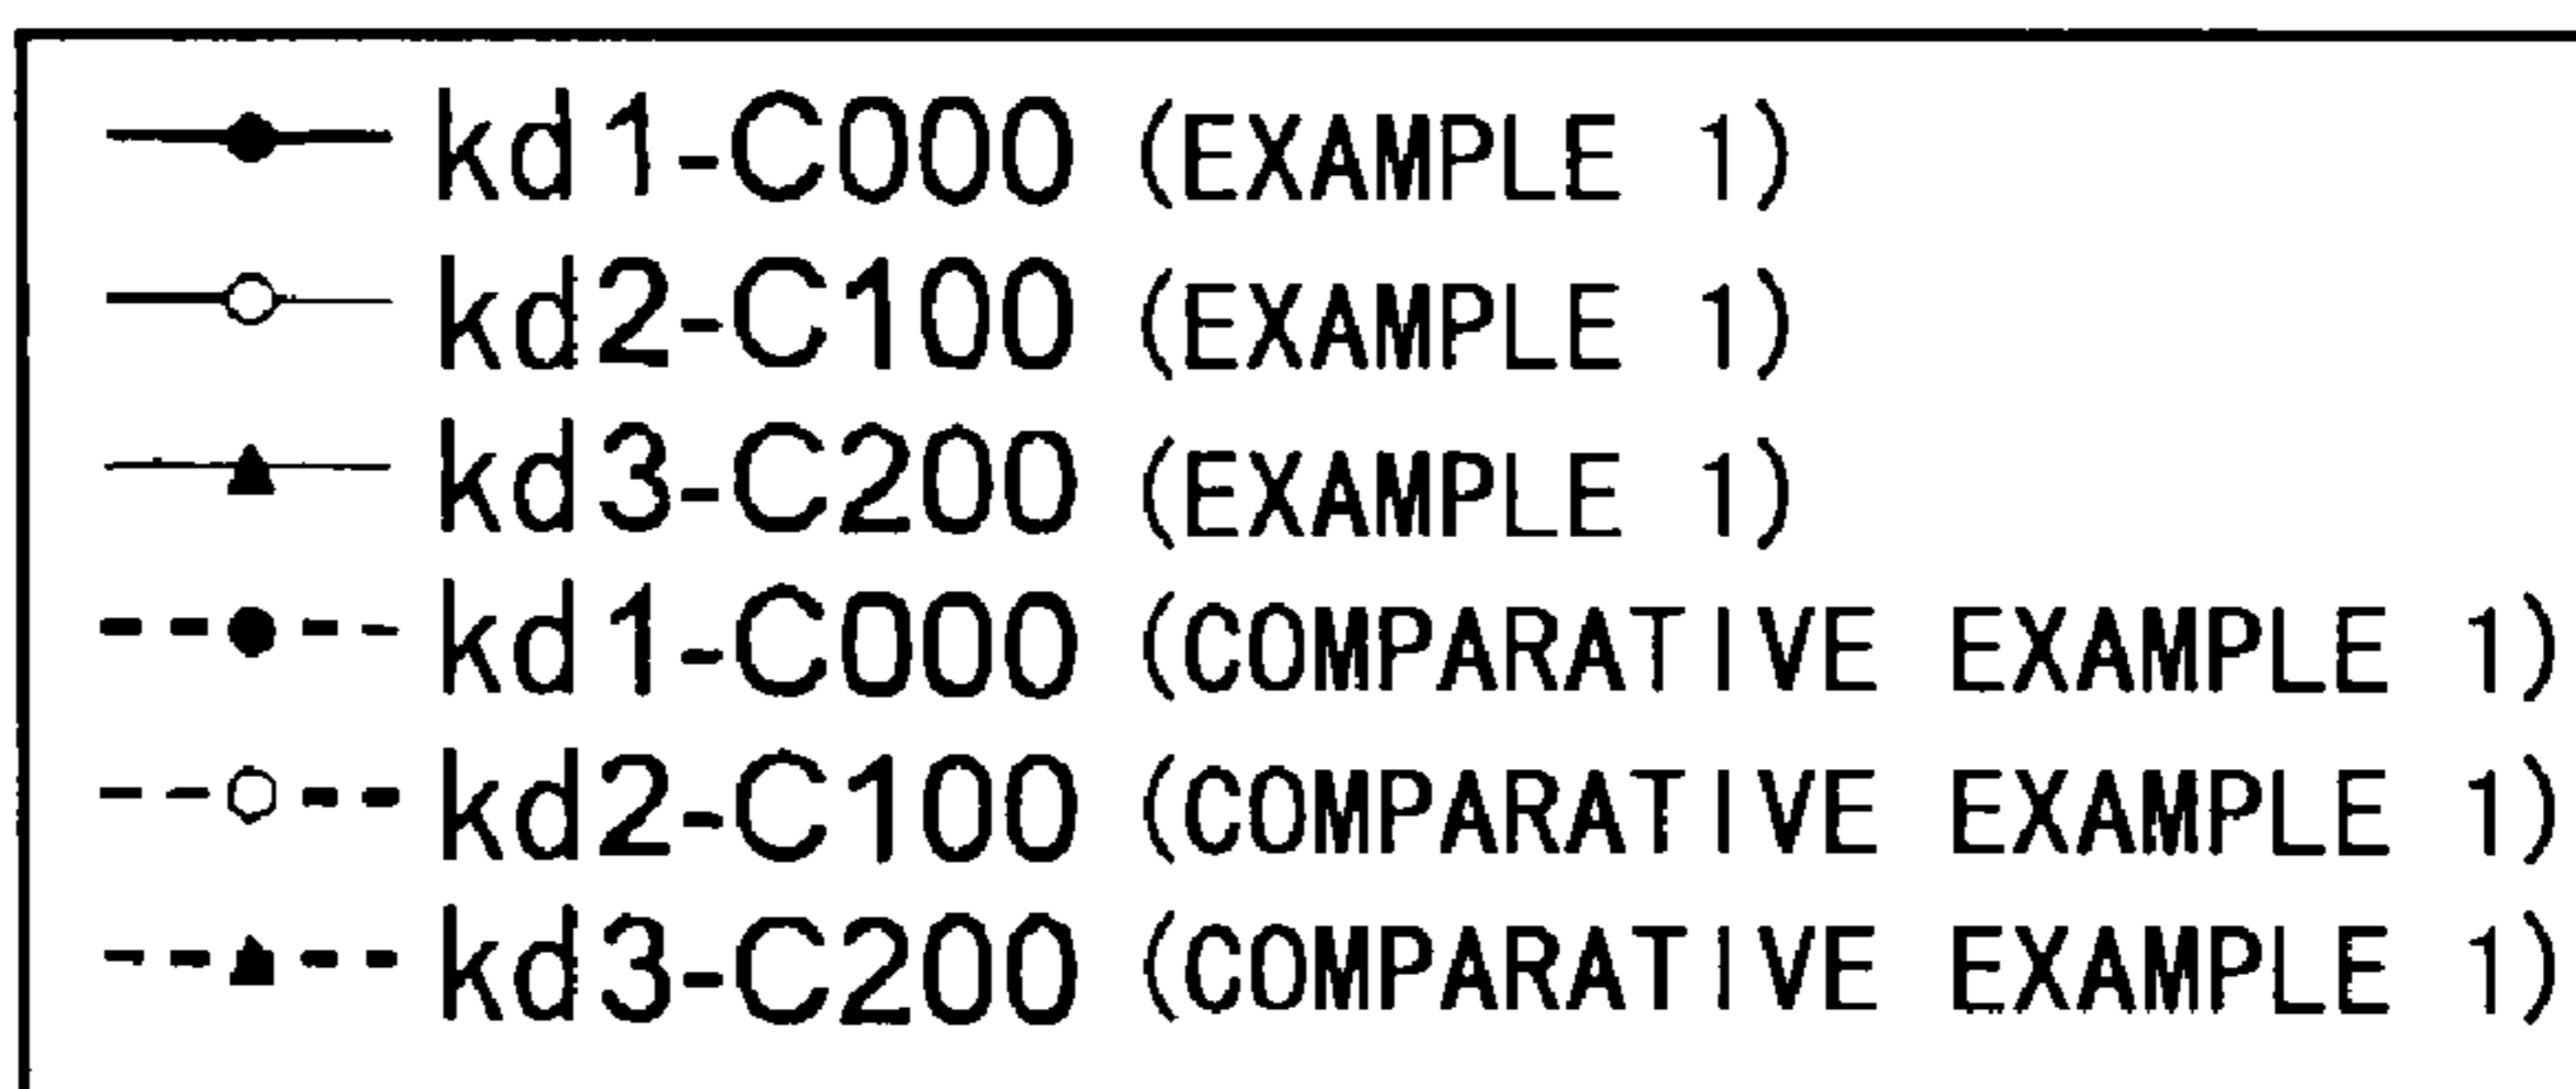 kd1-C000 (EXAMPLE 1)
kd2-C100 (EXAMPLE 1)
kd3-C200 (EXAMPLE 1)
kd1-C000 (COMPARATIVE EXAMPLE 1)
kd2-C100 (COMPARATIVE EXAMPLE 1)
kd3-C200 (COMPARATIVE EXAMPLE 1)